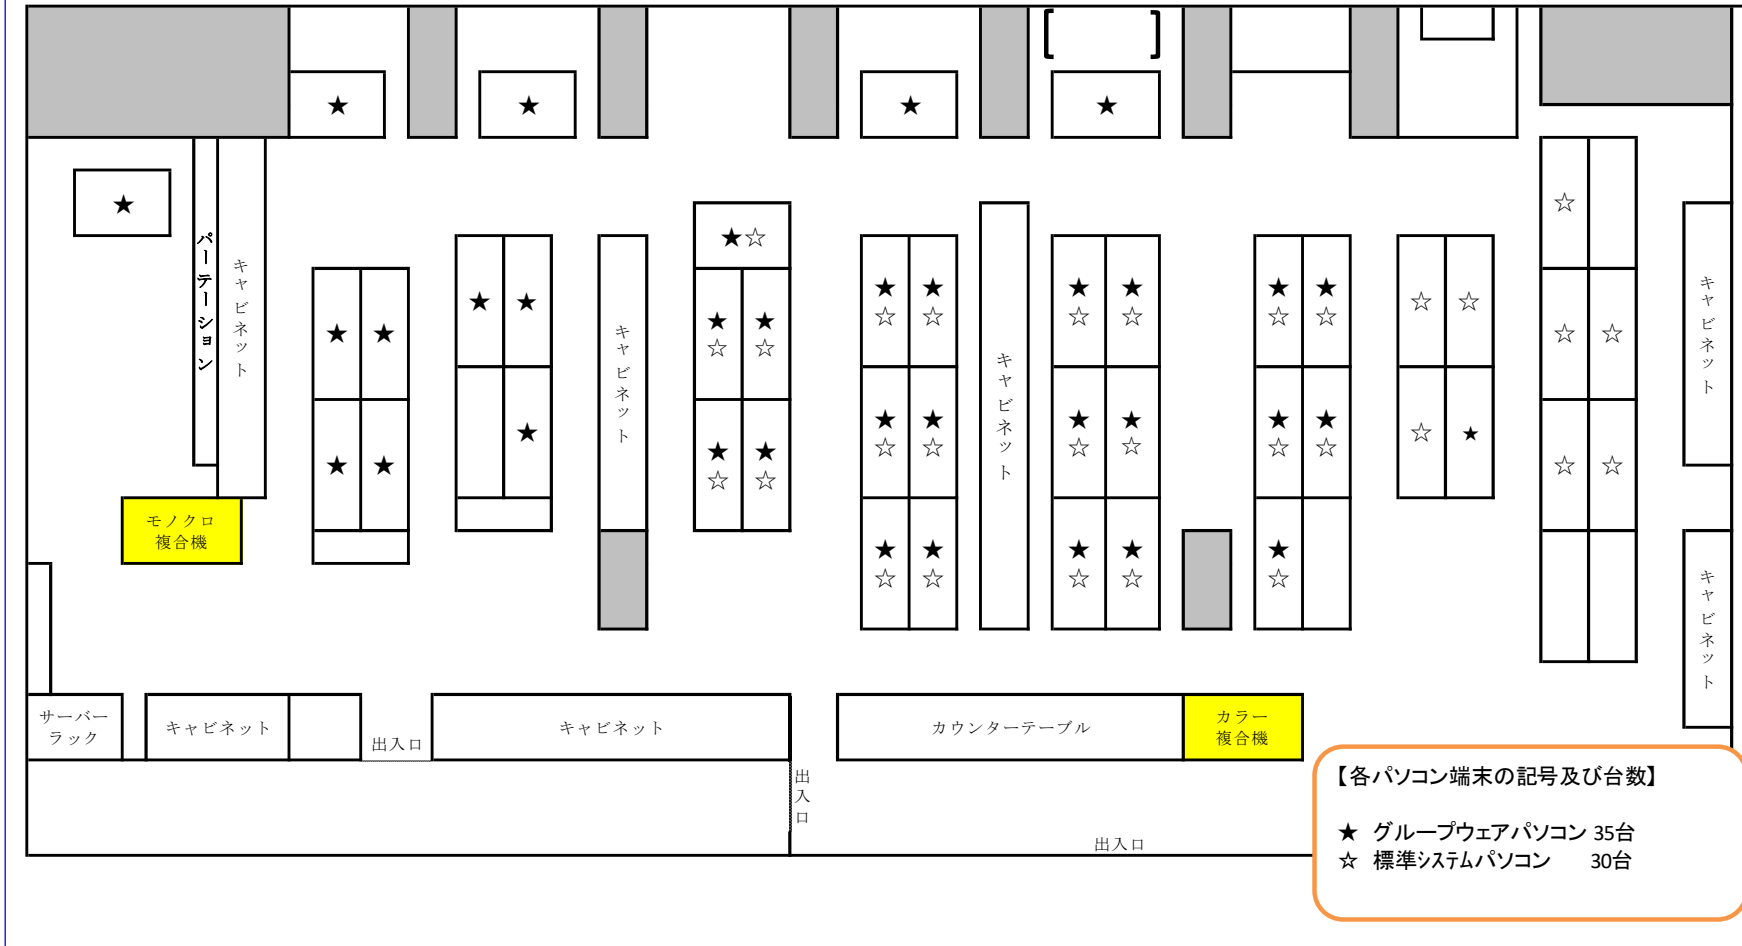 ★ ★ ★ ★
★
パーテーション
キャビネット
★ ★
★ ★
★ ★
★
キャビネット
★☆
★ ★
☆ ☆
★ ★
☆ ☆
★ ★
☆ ☆
★ ★
☆ ☆
★ ★
☆ ☆
キャビネット
★ ★
☆ ☆
★ ★
☆ ☆
★ ★
☆ ☆
★ ★
☆ ☆
★ ★
☆ ☆
★
☆
☆ ☆
☆ ★
☆
☆ ☆
☆ ☆
キャビネット
キャビネット
モノクロ
複合機
サーバー
ラック
キャビネット
出入口
キャビネット
出入口
カウンターテーブル
カラー
複合機
出入口
【各パソコン端末の記号及び台数】
★ グループウェアパソコン 35台
☆ 標準システムパソコン 30台